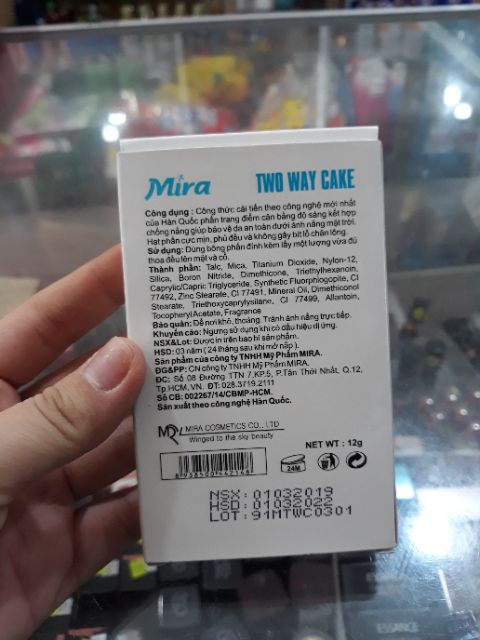 Mira
TWO WAY CAKE
Công dụng : Công thức cải tiến theo công nghệ mới nhất
của Hàn Quốc phấn trang điểm cân bằng độ sáng kết hợp
chống nắng giúp bảo vệ da an toàn dưới ánh nắng mặt trời.
Hạt phấn cực mịn, phủ đều và không gây bít lỗ chân lông.
Sử dụng: Dùng bông phấn đính kèm lấy một lượng vừa đủ
thoa đều lên mặt và cổ.
Thành phần: Talc, Mica, Titanium Dioxide, Nylon-12,
Silica, Boron Nitride, Dimethicone, Triethylhexanoin,
Caprylic/Capric Triglyceride, Synthetic Fluorphlogopite, CI
77492, Zinc Stearate, CI 77491, Mineral Oil, Dimethiconol
Stearate, Triethoxycaprylysilane, CI 77499, Allantoin,
TocopherylAcetate, Fragrance
Bảo quản: Để nơi khô, thoáng. Tránh ánh nắng trực tiếp.
Khuyến cáo: Ngưng sử dụng khi có dấu hiệu dị ứng.
NSX&Lot: Được in trên bao bì sản phẩm.
HSD: 03 năm ( 24 tháng sau khi mở nắp ).
Sản phẩm của công ty TNHH Mỹ Phẩm MIRA.
ĐG&PP: CN công ty TNHH Mỹ Phẩm MIRA.
ĐC: Số 08 Đường TTN 7,KP.5, P.Tân Thới Nhất, Q.12,
Tp.HCM, VN. ĐT: 028.3719.2111
Số CB: 002267/14/CBMP-HCM.
Sản xuất theo công nghệ Hàn Quốc.
MIRA COSMETICS CO., LTD
Winged to the sky beauty
NET WT : 12g
8 938500 442148
24M
NSX: 01032019
HSD: 01032022
LOT: 91MTWC0301